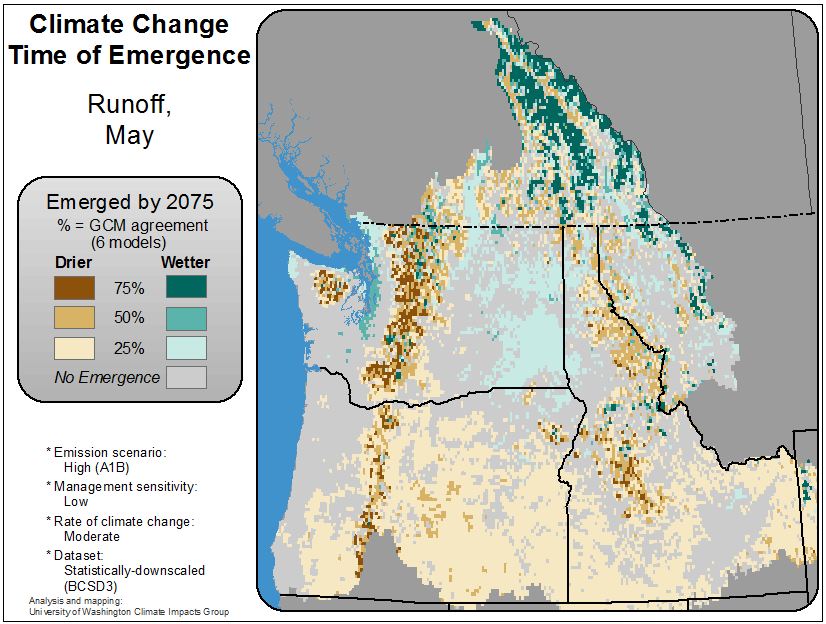 Climate Change
Time of Emergence
Runoff,
May
Emerged by 2075
% = GCM agreement
(6 models)
Drier Wetter
75%
50%
25%
No Emergence
* Emission scenario:
High (A1B)
* Management sensitivity:
Low
* Rate of climate change:
Moderate
* Dataset:
Statistically-downscaled
(BCSD3)
Analysis and mapping:
University of Washington Climate Impacts Group